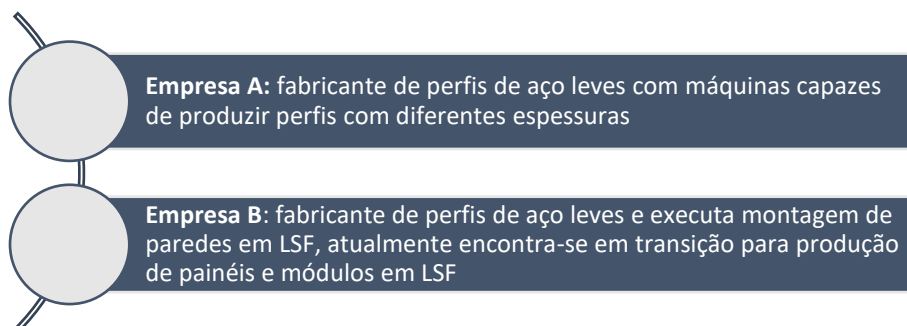 Empresa A: fabricante de perfis de aço leves com máquinas capazes
de produzir perfis com diferentes espessuras
Empresa B: fabricante de perfis de aço leves e executa montagem de
paredes em LSF, atualmente encontra-se em transição para produção
de painéis e módulos em LSF